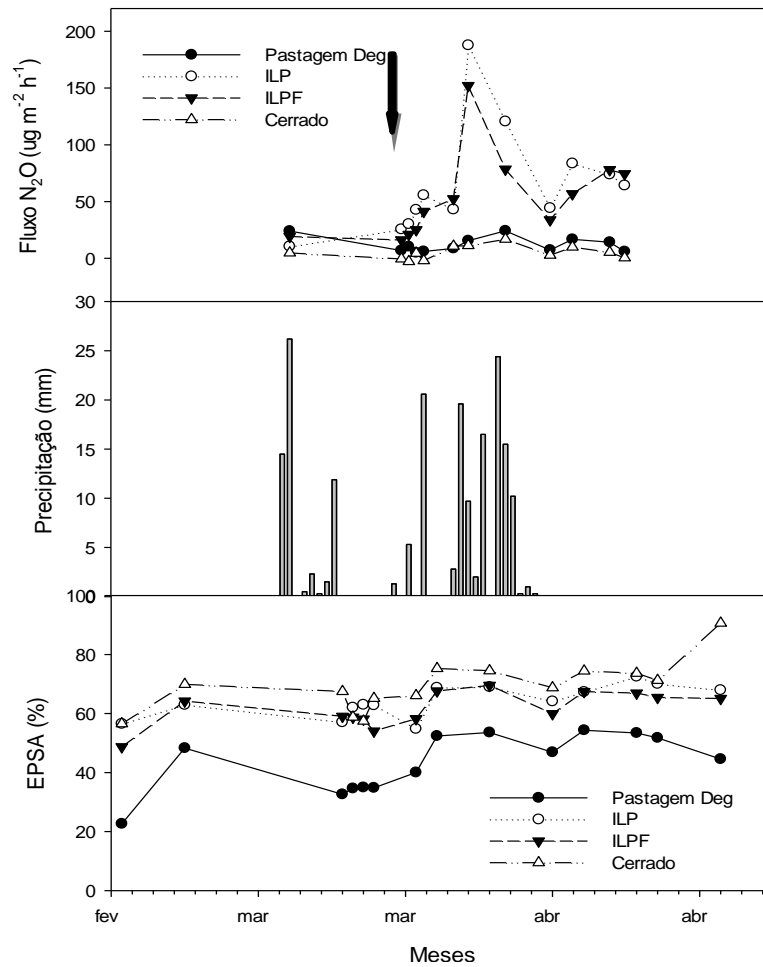 200
150
100
50
0
Fluxo N₂O (ug m⁻² h⁻¹)
Pastagem Deg
ILP
ILPF
Cerrado
30
25
20
15
10
5
0
Precipitação (mm)
100
80
60
40
20
0
EPSA (%)
Pastagem Deg
ILP
ILPF
Cerrado
fev mar mar abr abr
Meses